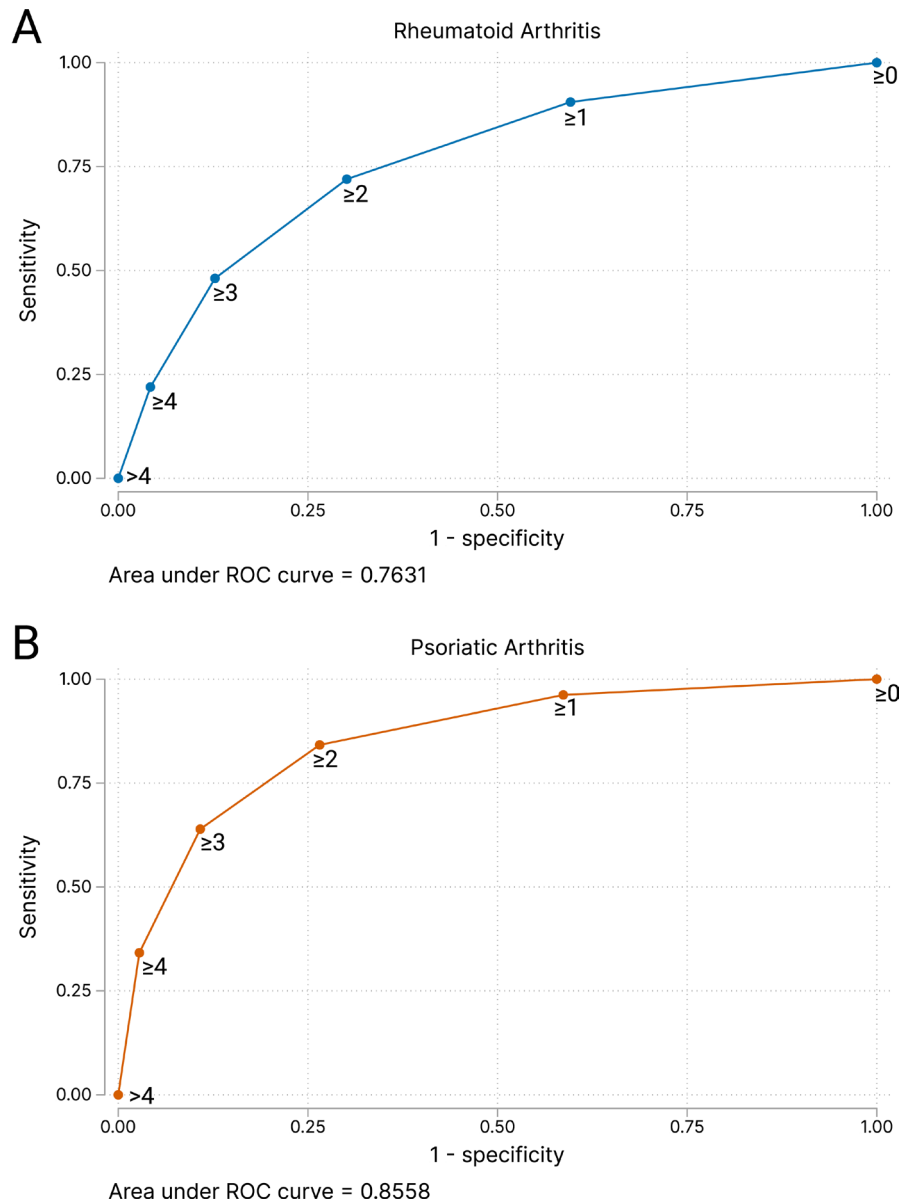 A
Rheumatoid Arthritis
1.00
≥0
≥1
0.75
≥2
Sensitivity
0.50
≥3
0.25
≥4
0.00
>4
0.00 0.25 0.50 0.75 1.00
1 - specificity
Area under ROC curve = 0.7631
B
Psoriatic Arthritis
1.00
≥0
≥1
≥2
0.75
≥3
Sensitivity
0.50
≥4
0.25
0.00
>4
0.00 0.25 0.50 0.75 1.00
1 - specificity
Area under ROC curve = 0.8558